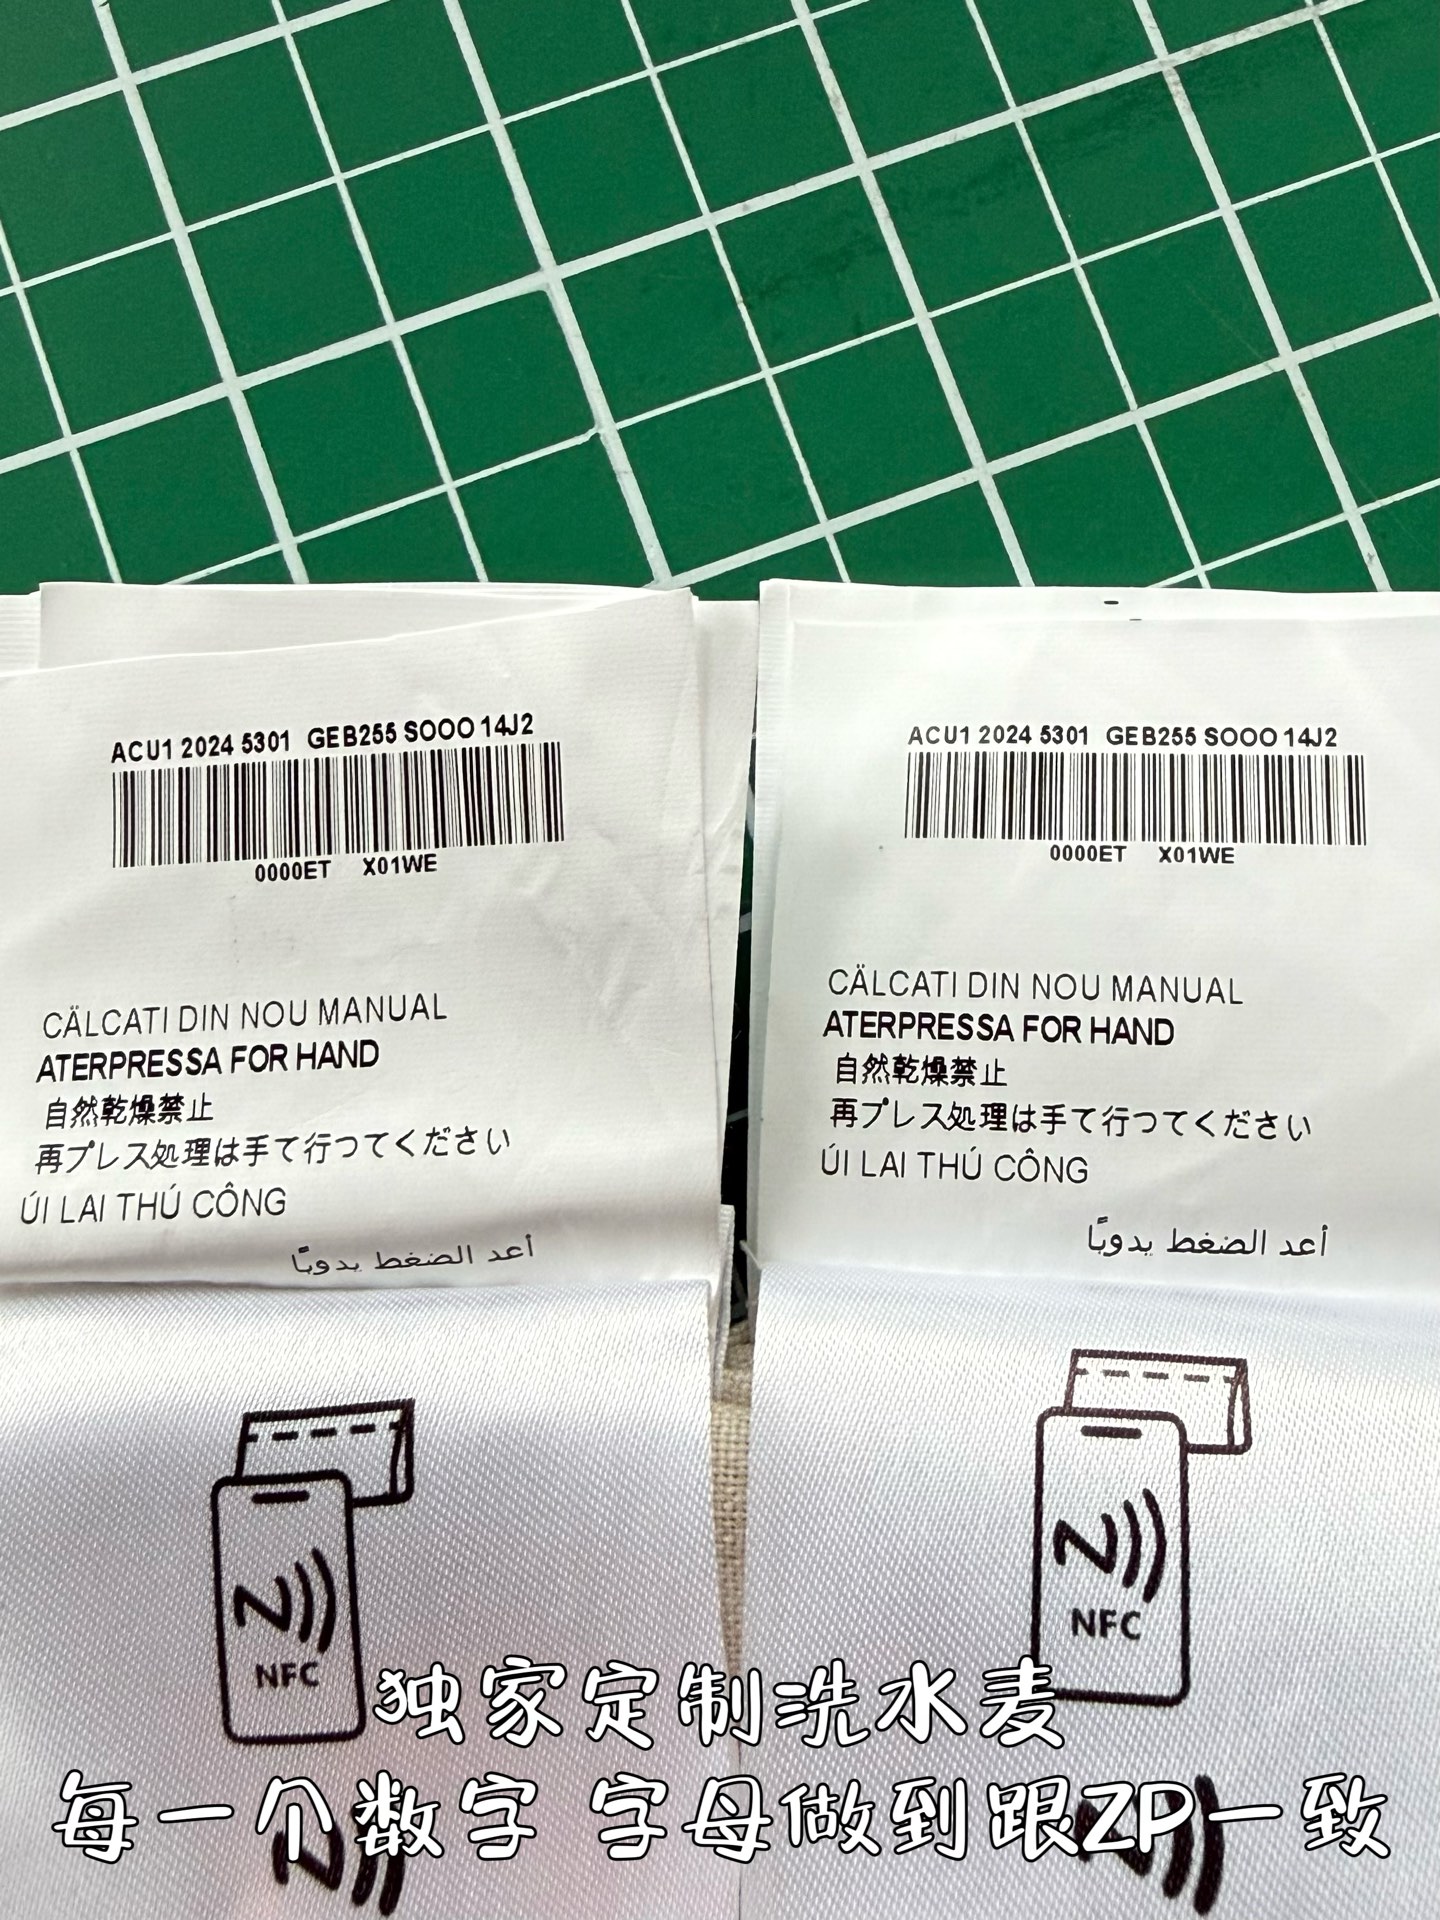 ACU1 2024 5301 GEB255 SOOO 14J2
0000ET X01WE
CÄLCATI DIN NOU MANUAL
ATERPRESSA FOR HAND
自然乾燥禁止
再プレス処理は手て行つてください
ÚI LAI THÚ CÔNG
أعد الضغط يدويًا
NFC
ACU1 2024 5301 GEB255 SOOO 14J2
0000ET X01WE
CÄLCATI DIN NOU MANUAL
ATERPRESSA FOR HAND
自然乾燥禁止
再プレス処理は手て行つてください
ÚI LAI THÚ CÔNG
أعد الضغط يدويًا
NFC
独家定制洗水麦
每一个数字 字母做到跟ZP一致